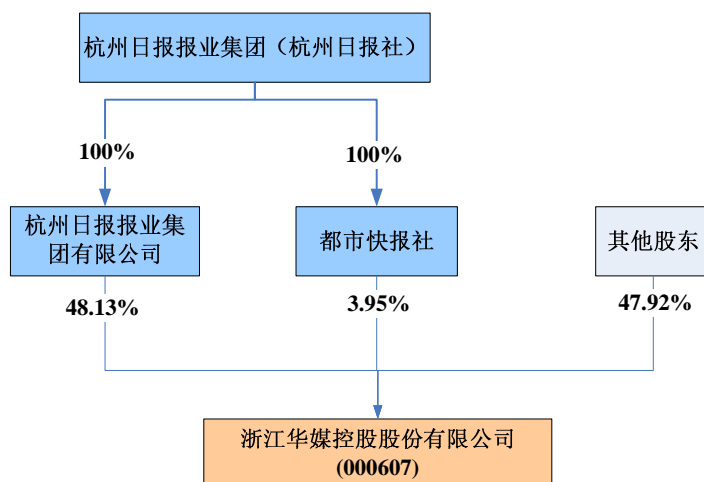 杭州日报报业集团（杭州日报社）
100%
100%
杭州日报报业集
团有限公司
都市快报社
其他股东
48.13%
3.95%
47.92%
浙江华媒控股股份有限公司
(000607)